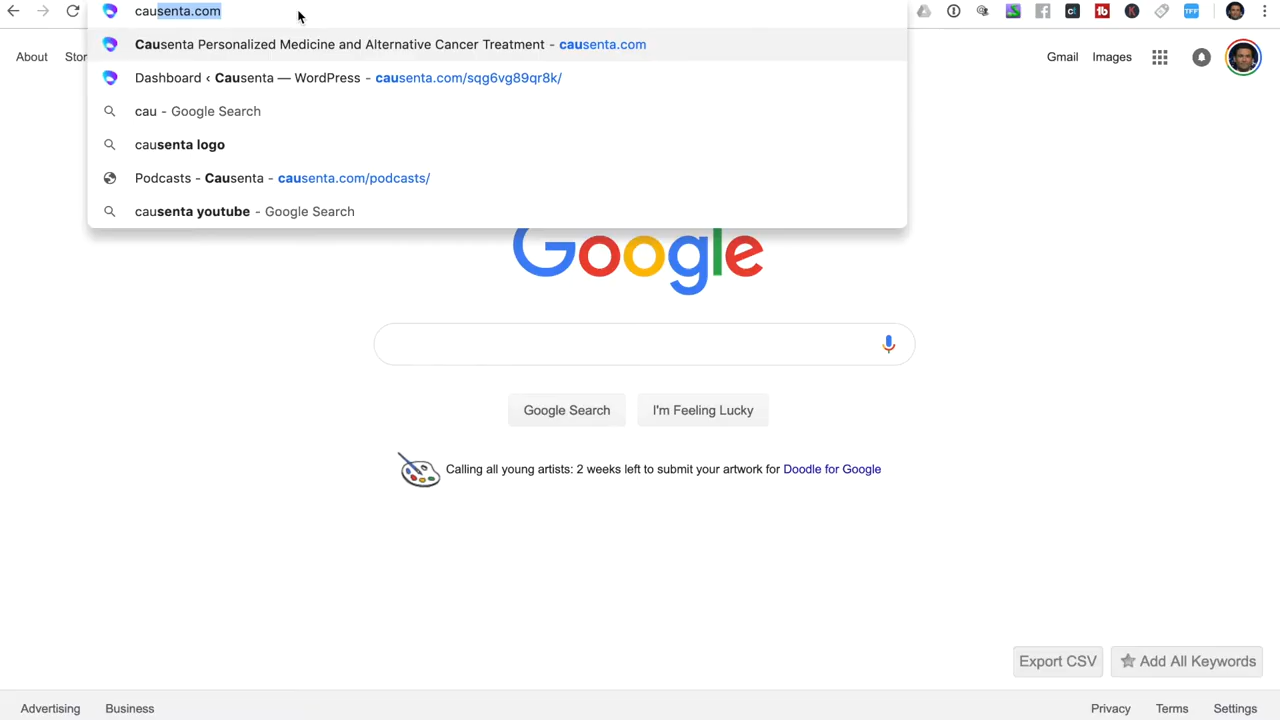 causenta.com
Causenta Personalized Medicine and Alternative Cancer Treatment - causenta.com
Dashboard ‹ Causenta — WordPress - causenta.com/sqg6vg89qr8k/
cau - Google Search
causenta logo
Podcasts - Causenta - causenta.com/podcasts/
causenta youtube - Google Search
About Stor
Gmail Images
Google
Google Search I'm Feeling Lucky
Calling all young artists: 2 weeks left to submit your artwork for Doodle for Google
Export CSV Add All Keywords
Advertising Business Privacy Terms Settings